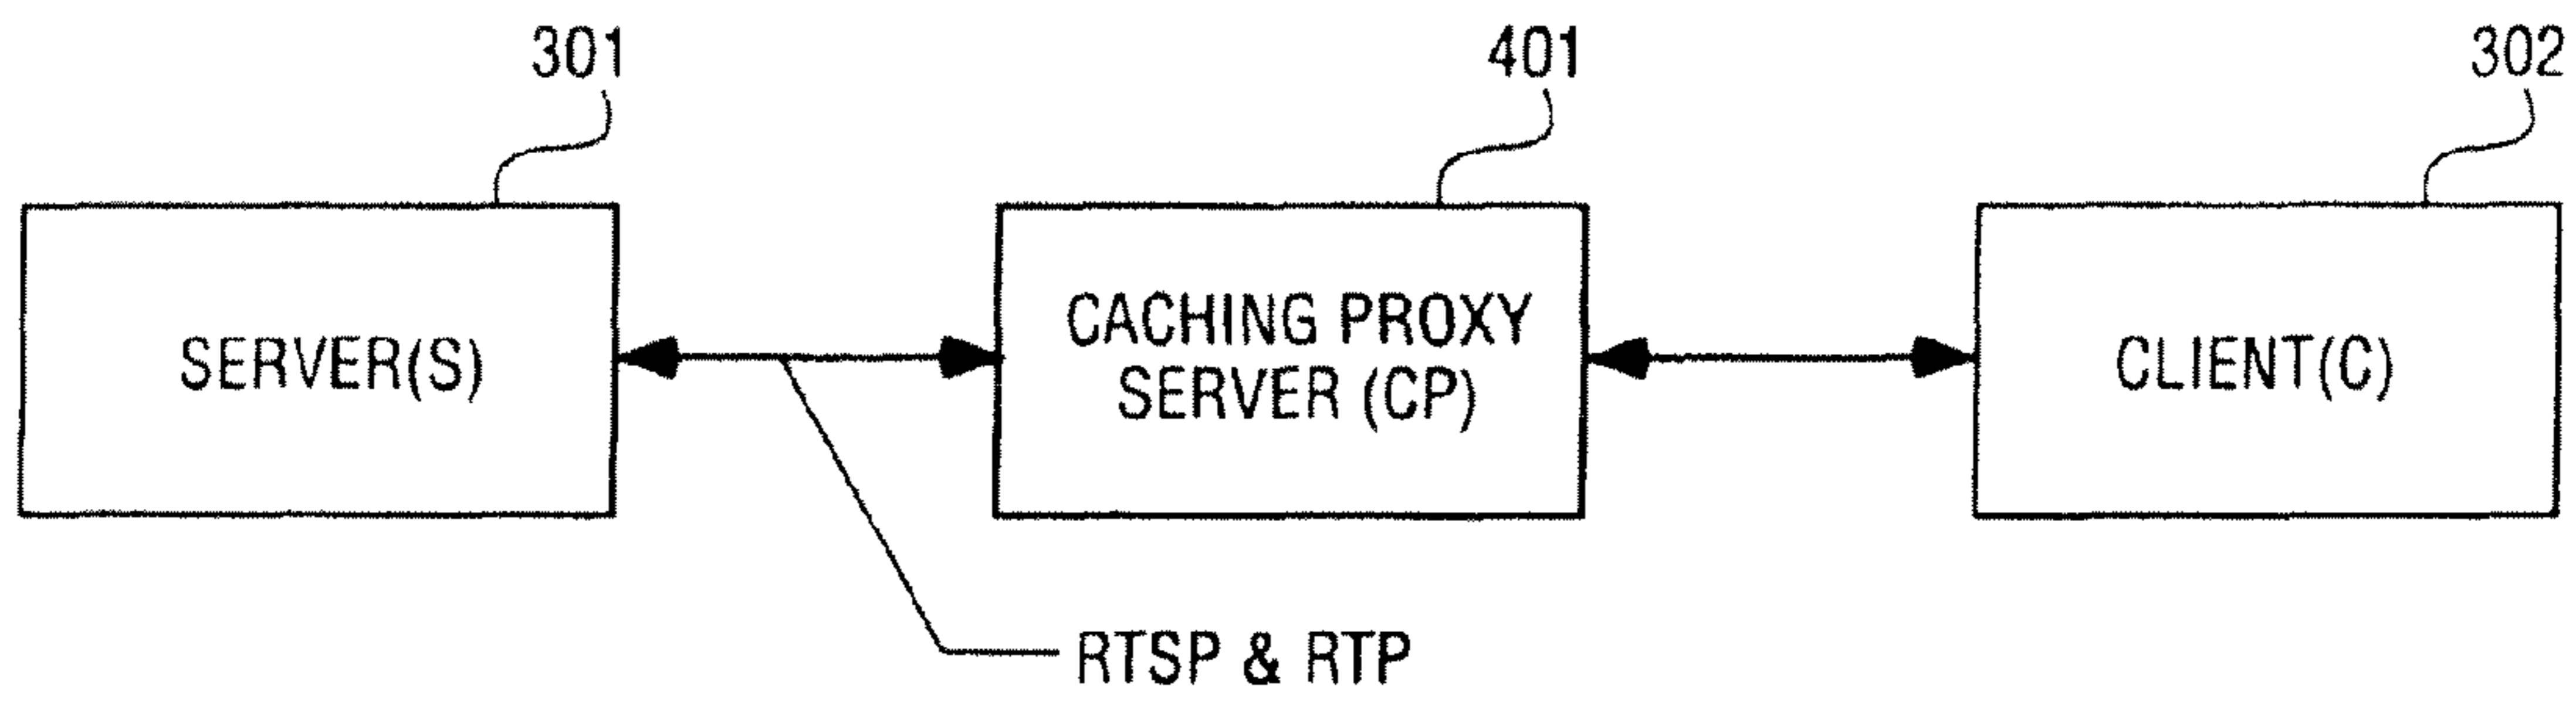 301
401
302
SERVER(S)
CACHING PROXY
SERVER (CP)
CLIENT(C)
RTSP & RTP